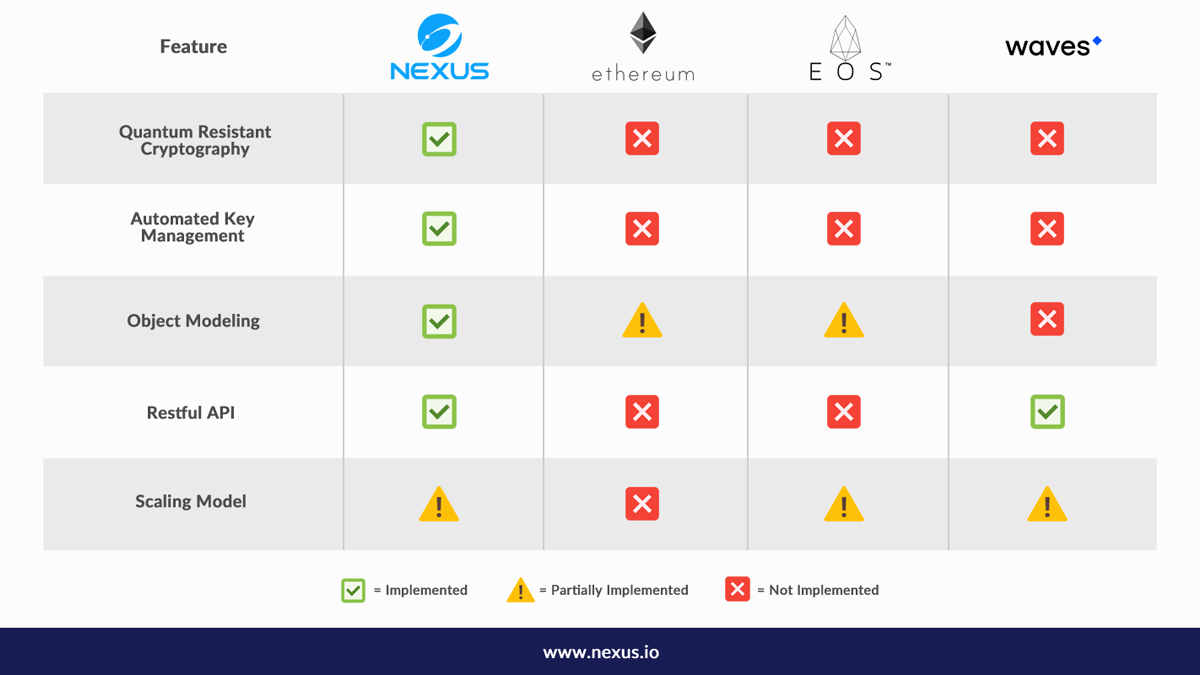 Feature
NEXUS
ethereum
EOS™
waves
Quantum Resistant
Cryptography
Automated Key
Management
Object Modeling
Restful API
Scaling Model
= Implemented
= Partially Implemented
= Not Implemented
www.nexus.io